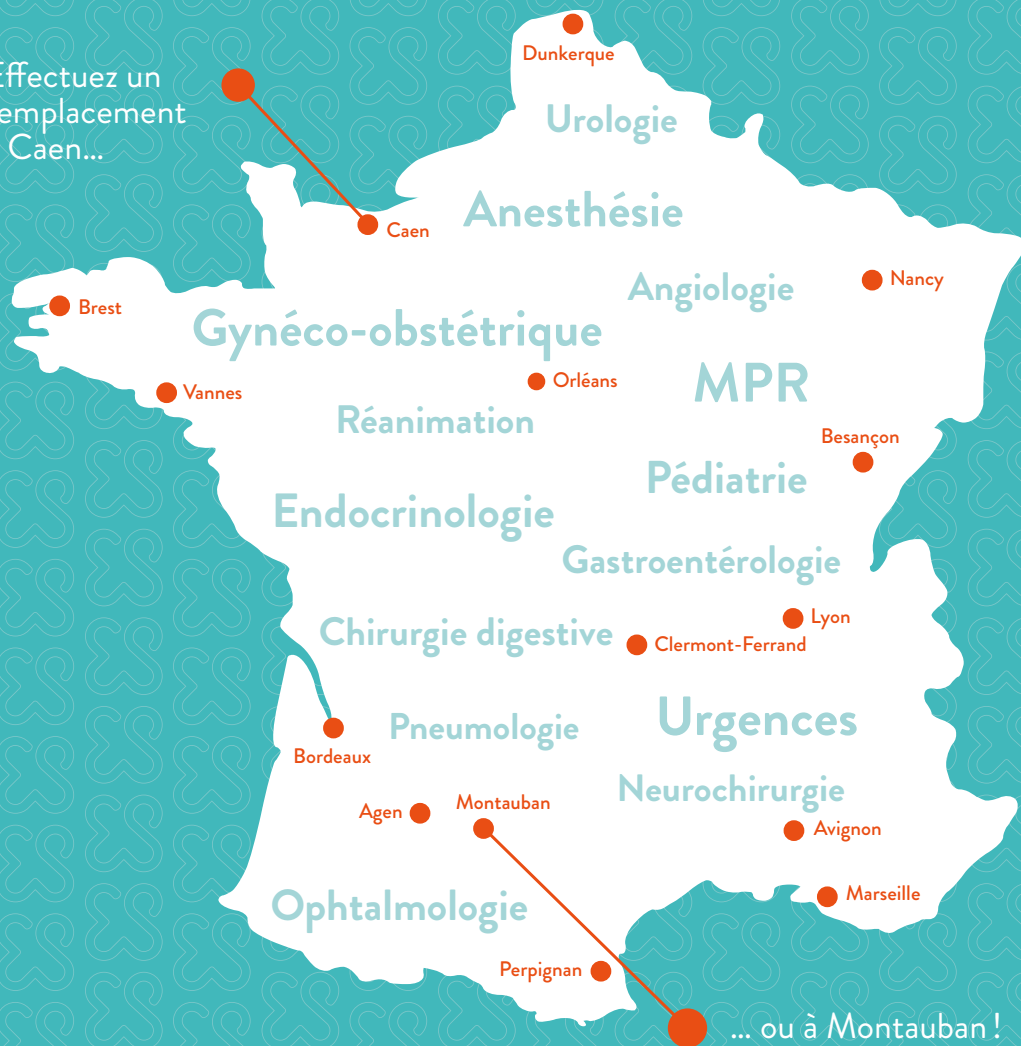 Dunkerque
Effectuez un
emplacement
Caen...
Urologie
Anesthésie
Caen
Angiologie
Nancy
Brest
Gynéco-obstétrique
Orléans
MPR
Vannes
Réanimation
Besançon
Pédiatrie
Endocrinologie
Gastroentérologie
Lyon
Chirurgie digestive
Clermont-Ferrand
Urgences
Pneumologie
Bordeaux
Neurochirurgie
Montauban
Agen
Avignon
Marseille
Ophtalmologie
Perpignan
... ou à Montauban !